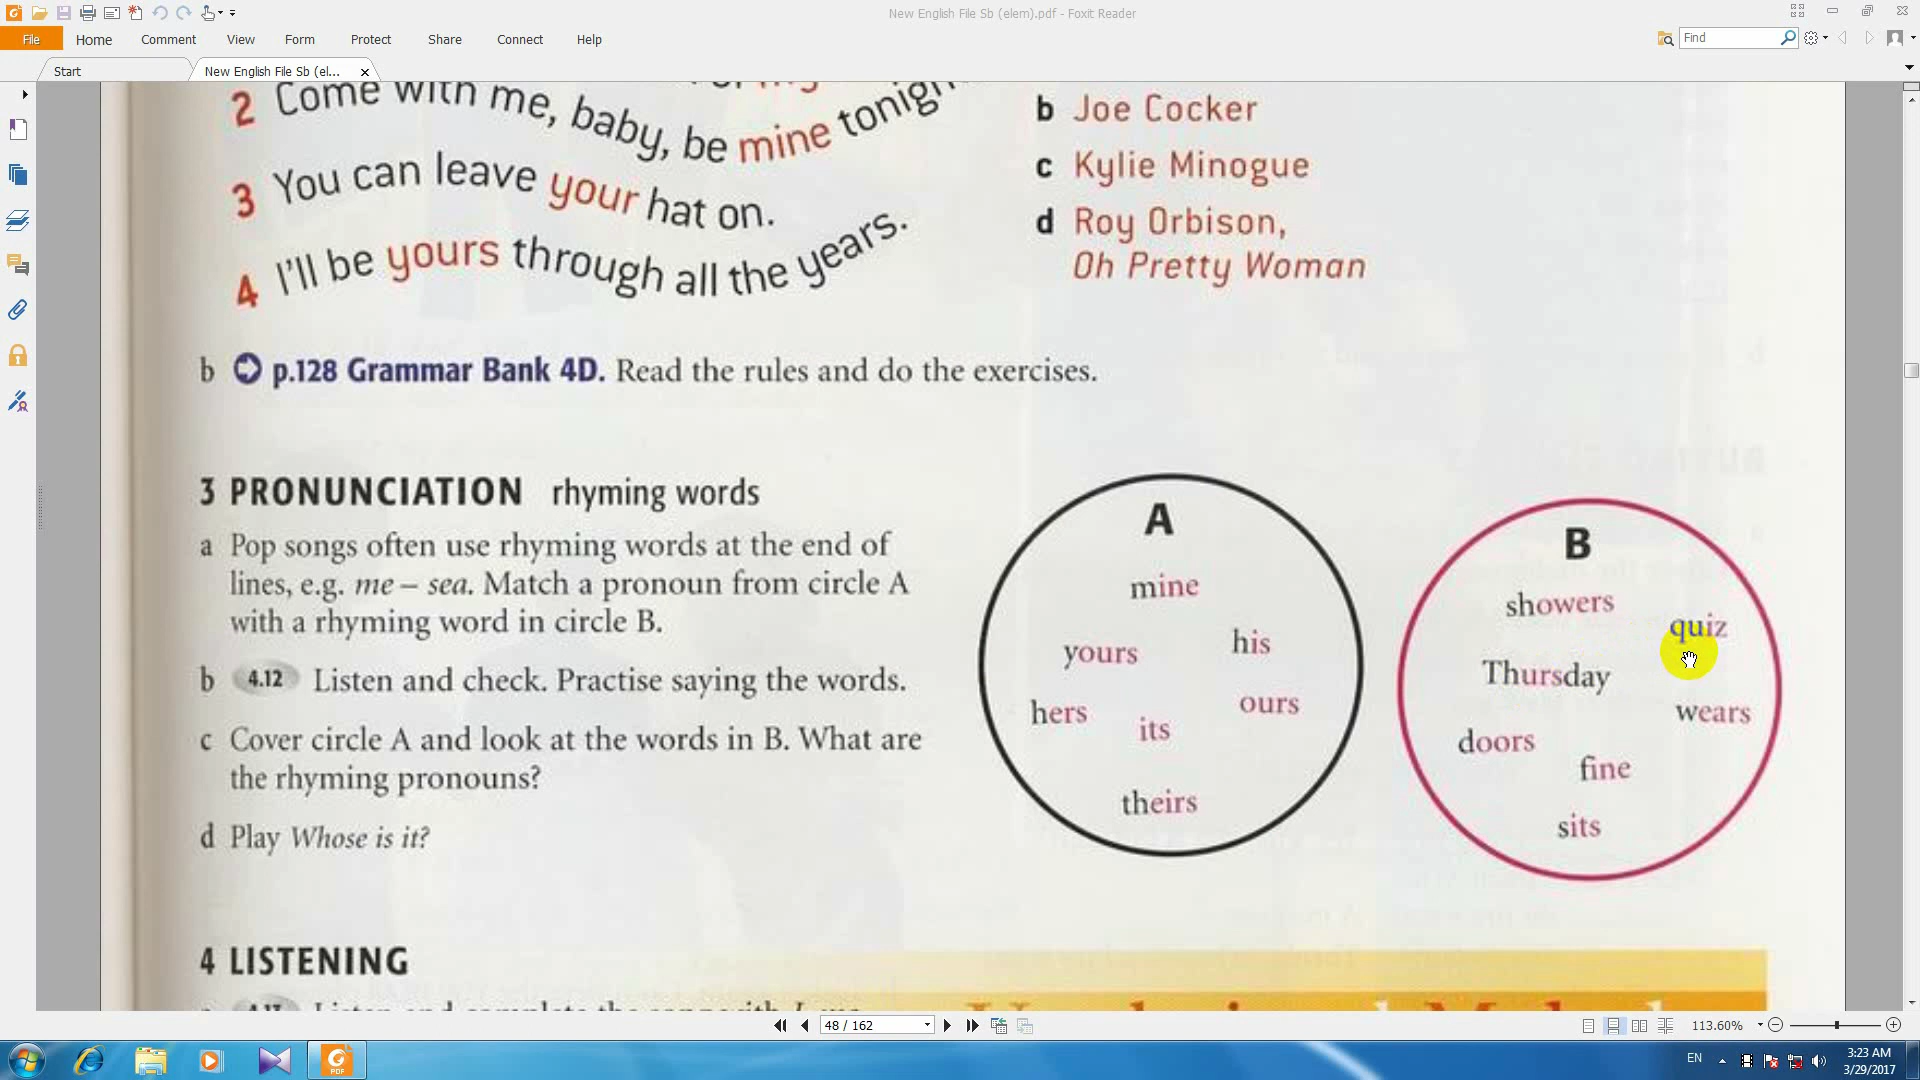 New English File Sb (elem).pdf - Foxit Reader
File Home Comment View Form Protect Share Connect Help
Find
Start
New English File Sb (el...
2 Come with me, baby, be mine
3 You can leave your hat on.
4 I'll be yours through all the years.
b Joe Cocker
c Kylie Minogue
d Roy Orbison,
Oh Pretty Woman
b p.128 Grammar Bank 4D. Read the rules and do the exercises.
3 PRONUNCIATION rhyming words
a Pop songs often use rhyming words at the end of
lines, e.g. me – sea. Match a pronoun from circle A
with a rhyming word in circle B.
b 4.12 Listen and check. Practise saying the words.
c Cover circle A and look at the words in B. What are
the rhyming pronouns?
d Play Whose is it?
A
mine
yours his
hers its ours
theirs
B
showers quiz
Thursday
wears
doors
fine
sits
4 LISTENING
48 / 162
113.60%
PDF
EN
3:23 AM
3/29/2017